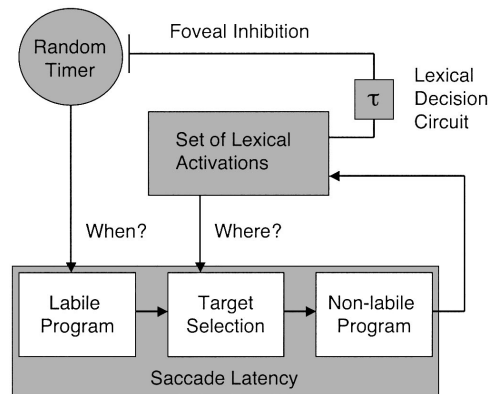 Foveal Inhibition
Random
Timer
τ
Lexical
Decision
Circuit
Set of Lexical
Activations
When?
Where?
Labile
Program
Target
Selection
Non-labile
Program
Saccade Latency